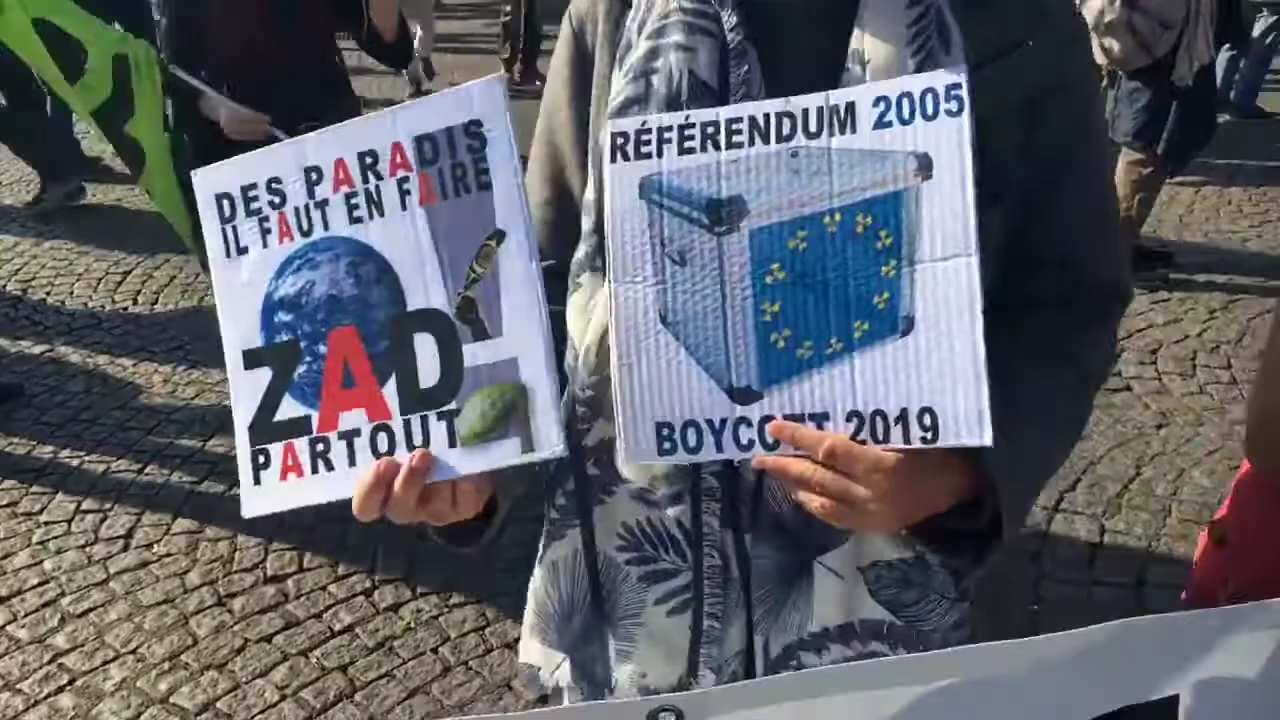 DES PARADIS
IL FAUT EN FAIRE
ZAD
PARTOUT
RÉFÉRENDUM 2005
BOYCOTT 2019